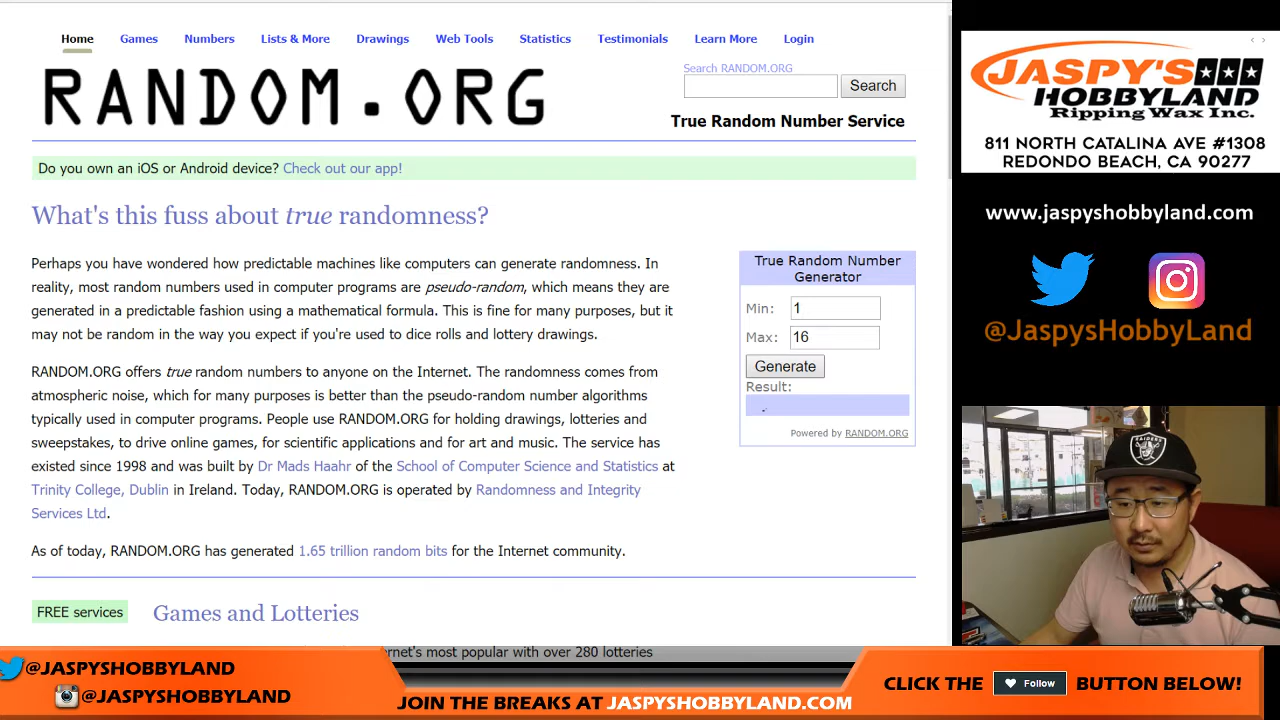 Home Games Numbers Lists & More Drawings Web Tools Statistics Testimonials Learn More Login
RANDOM.ORG
Search RANDOM.ORG
Search
True Random Number Service
Do you own an iOS or Android device? Check out our app!
What's this fuss about true randomness?
Perhaps you have wondered how predictable machines like computers can generate randomness. In
reality, most random numbers used in computer programs are pseudo-random, which means they are
generated in a predictable fashion using a mathematical formula. This is fine for many purposes, but it
may not be random in the way you expect if you're used to dice rolls and lottery drawings.
RANDOM.ORG offers true random numbers to anyone on the Internet. The randomness comes from
atmospheric noise, which for many purposes is better than the pseudo-random number algorithms
typically used in computer programs. People use RANDOM.ORG for holding drawings, lotteries and
sweepstakes, to drive online games, for scientific applications and for art and music. The service has
existed since 1998 and was built by Dr Mads Haahr of the School of Computer Science and Statistics at
Trinity College, Dublin in Ireland. Today, RANDOM.ORG is operated by Randomness and Integrity
Services Ltd.
As of today, RANDOM.ORG has generated 1.65 trillion random bits for the Internet community.
True Random Number
Generator
Min: 1
Max: 16
Generate
Result:
Powered by RANDOM.ORG
FREE services
Games and Lotteries
ernet's most popular with over 280 lotteries
JASPY'S
HOBBYLAND
Ripping Wax Inc.
811 NORTH CATALINA AVE #1308
REDONDO BEACH, CA 90277
www.jaspyshobbyland.com
@JaspysHobbyLand
RAIDERS
@JASPYSHOBBYLAND
@JASPYSHOBBYLAND
JOIN THE BREAKS AT JASPYSHOBBYLAND.COM
CLICK THE Follow BUTTON BELOW!